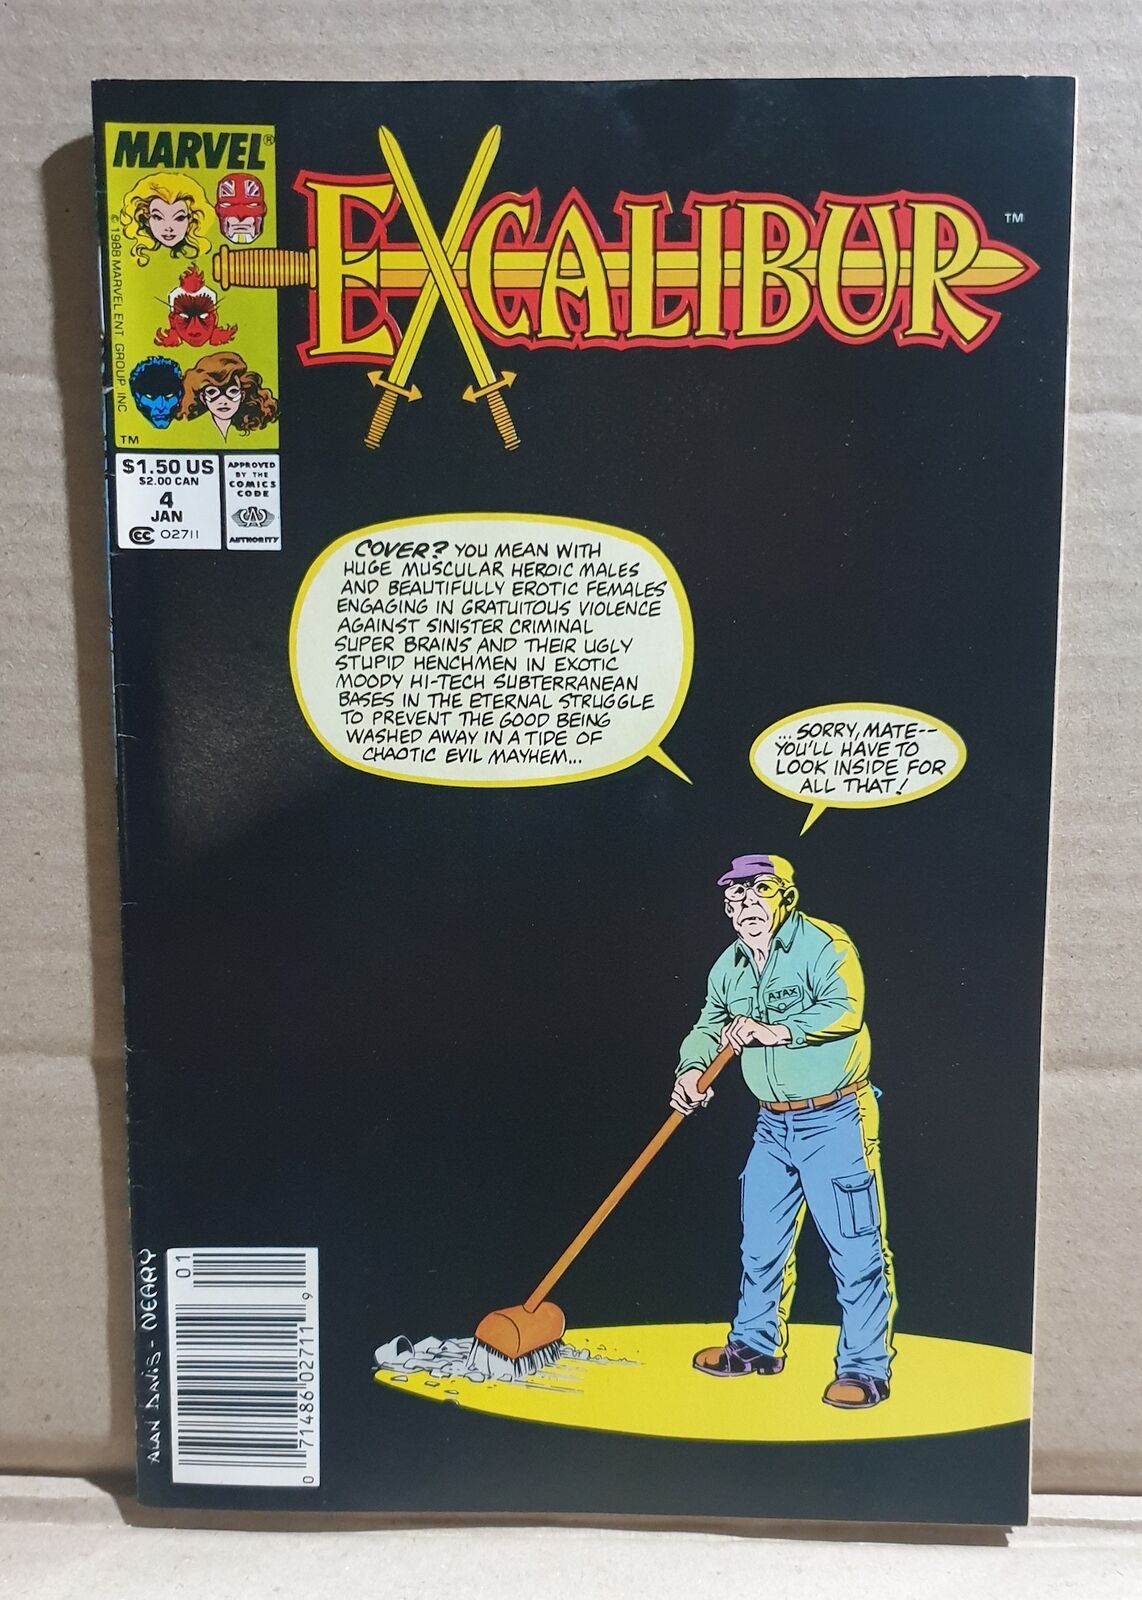 MARVEL®
© 1988 MARVEL ENT. GROUP, INC.
TM
EXCALIBUR
TM
$1.50 US
$2.00 CAN
4
JAN
CC 02711
APPROVED
BY THE
COMICS
CODE
CA
AUTHORITY
COVER? YOU MEAN WITH
HUGE MUSCULAR HEROIC MALES
AND BEAUTIFULLY EROTIC FEMALES
ENGAGING IN GRATUITOUS VIOLENCE
AGAINST SINISTER CRIMINAL
SUPER BRAINS AND THEIR UGLY
STUPID HENCHMEN IN EXOTIC
MOODY HI-TECH SUBTERRANEAN
BASES IN THE ETERNAL STRUGGLE
TO PREVENT THE GOOD BEING
WASHED AWAY IN A TIDE OF
CHAOTIC EVIL MAYHEM...
...SORRY, MATE--
YOU'LL HAVE TO
LOOK INSIDE FOR
ALL THAT!
AJAX
ALAN DAVIS - NEARY
01
0 71486 02711 9